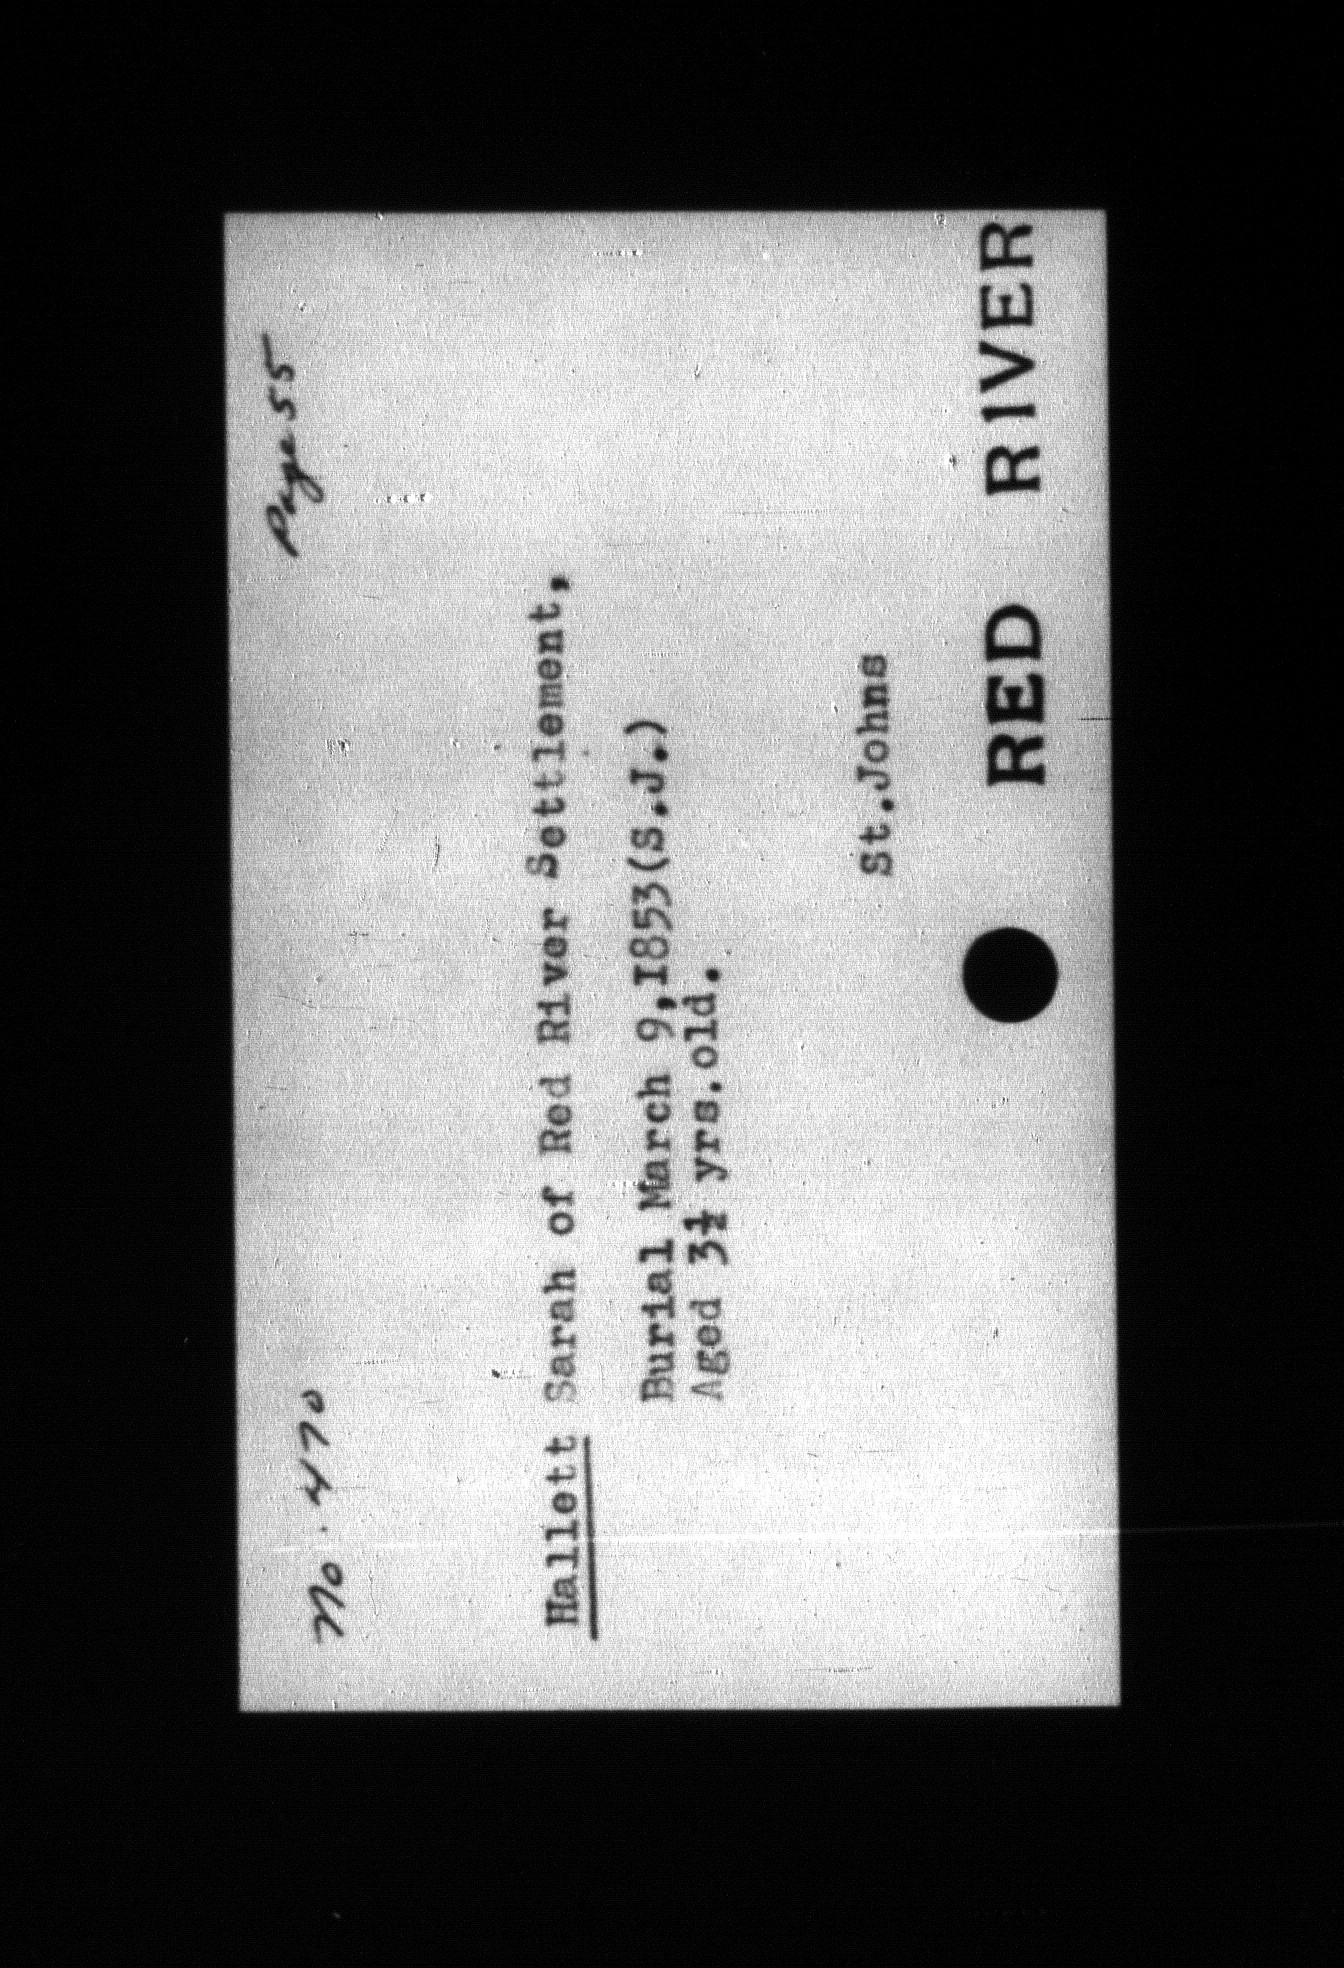 No. 470
Page 55
Hallett Sarah of Red River Settlement,
Burial March 9,1853(S.J.)
Aged 3½ yrs.old.
St.Johns
RED RIVER